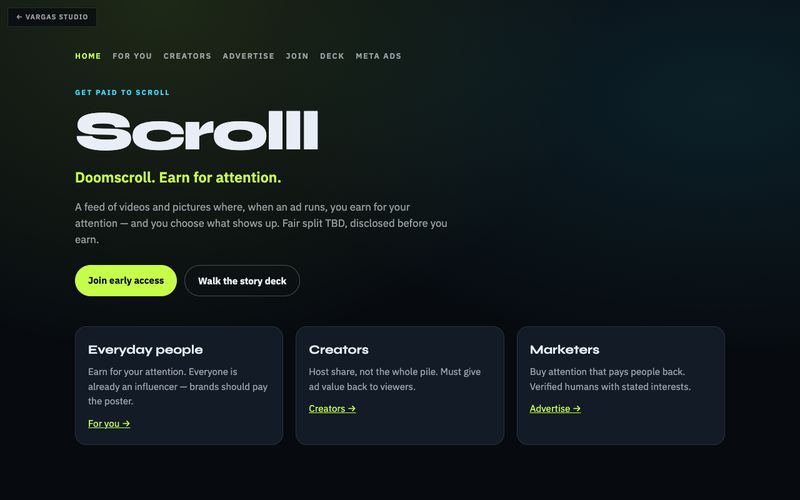 ← VARGAS STUDIO
HOME FOR YOU CREATORS ADVERTISE JOIN DECK META ADS
GET PAID TO SCROLL
Scrolll
Doomscroll. Earn for attention.
A feed of videos and pictures where, when an ad runs, you earn for your
attention — and you choose what shows up. Fair split TBD, disclosed before you
earn.
Join early access
Walk the story deck
Everyday people
Earn for your attention. Everyone is
already an influencer — brands should pay
the poster.
For you →
Creators
Host share, not the whole pile. Must give
ad value back to viewers.
Creators →
Marketers
Buy attention that pays people back.
Verified humans with stated interests.
Advertise →